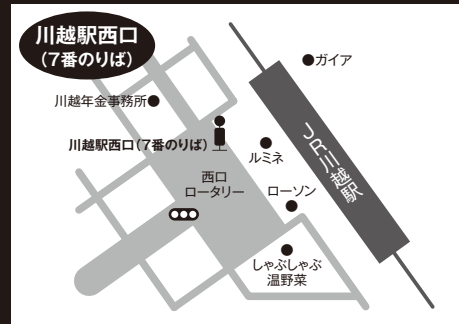 川越駅西口
（7番のりば）
●ガイア
川越年金事務所●
川越駅西口（7番のりば）
ルミネ
JR川越駅
西口
ロータリー
ローソン
しゃぶしゃぶ
温野菜